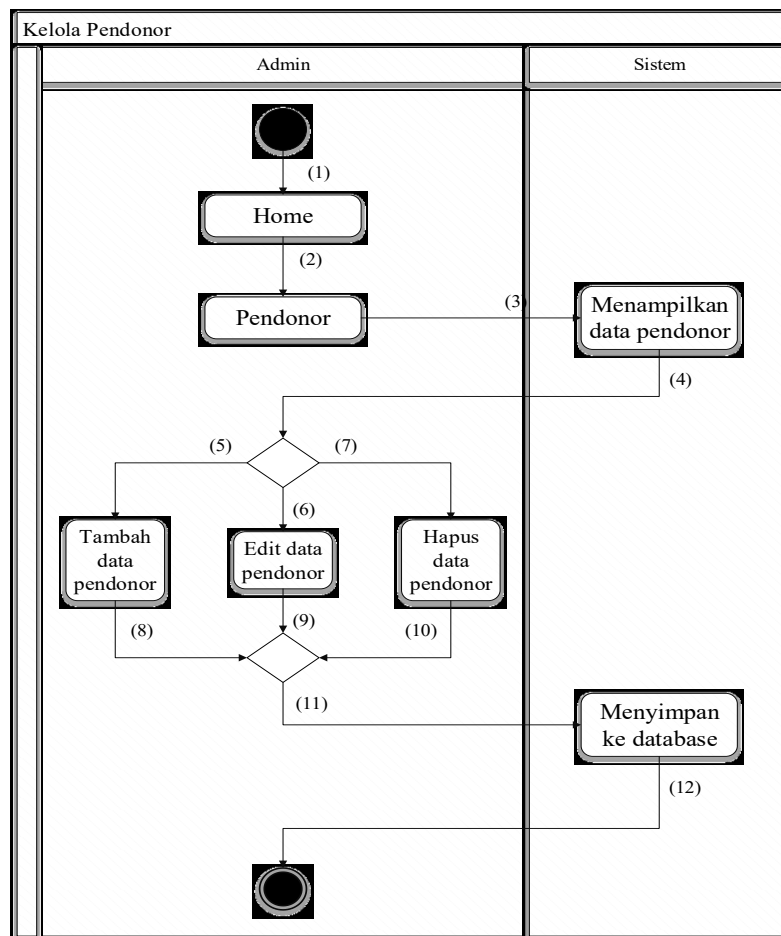 Kelola Pendonor
Admin
Sistem
(1)
Home
(2)
Pendonor
(3)
Menampilkan
data pendonor
(4)
(5)
(7)
(6)
Tambah
data
pendonor
Edit data
pendonor
Hapus
data
pendonor
(8)
(9)
(10)
(11)
Menyimpan
ke database
(12)